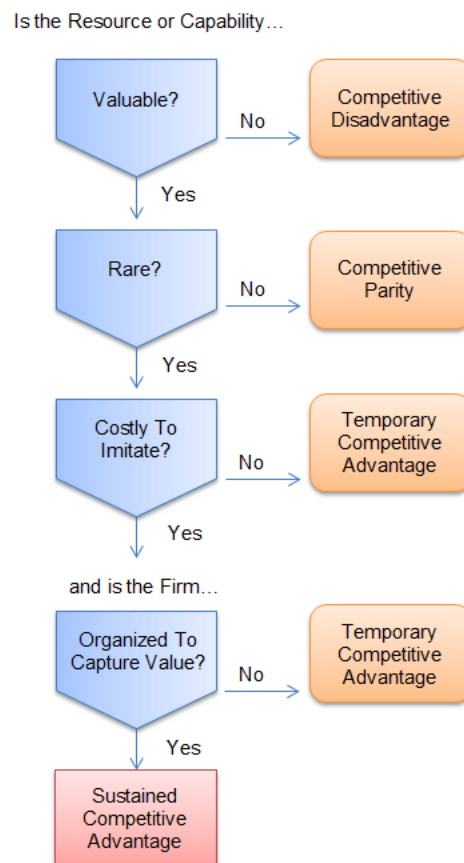 Is the Resource or Capability…
Valuable?
No
Competitive
Disadvantage
Yes
Rare?
No
Competitive
Parity
Yes
Costly To
Imitate?
No
Temporary
Competitive
Advantage
Yes
and is the Firm…
Organized To
Capture Value?
No
Temporary
Competitive
Advantage
Yes
Sustained
Competitive
Advantage